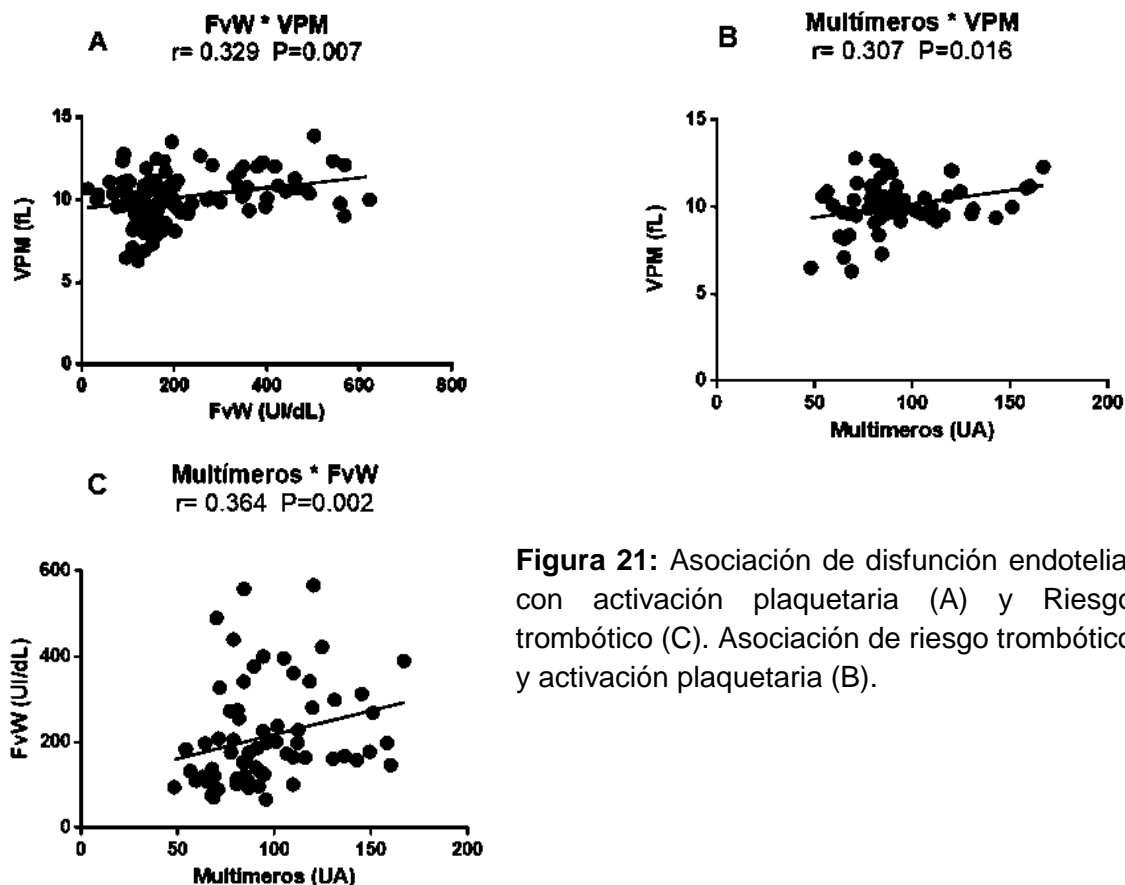 A
FvW * VPM
r= 0.329 P=0.007
VPM (fL)
15
10
5
0
0 200 400 600 800
FvW (UI/dL)
B
Multímeros * VPM
r= 0.307 P=0.016
VPM (fL)
15
10
5
0
0 50 100 150 200
Multimeros (UA)
C
Multímeros * FvW
r= 0.364 P=0.002
FvW (UI/dL)
600
400
200
0
0 50 100 150 200
Multimeros (UA)
Figura 21: Asociación de disfunción endotelia
con activación plaquetaria (A) y Riesgo
trombótico (C). Asociación de riesgo trombótico
y activación plaquetaria (B).